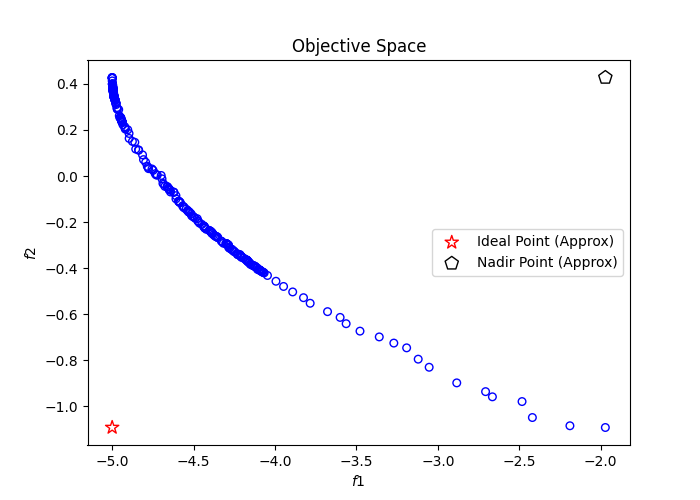 Objective Space
0.4
0.2
0.0
−0.2
−0.4
−0.6
−0.8
−1.0
f2
Ideal Point (Approx)
Nadir Point (Approx)
−5.0 −4.5 −4.0 −3.5 −3.0 −2.5 −2.0
f1